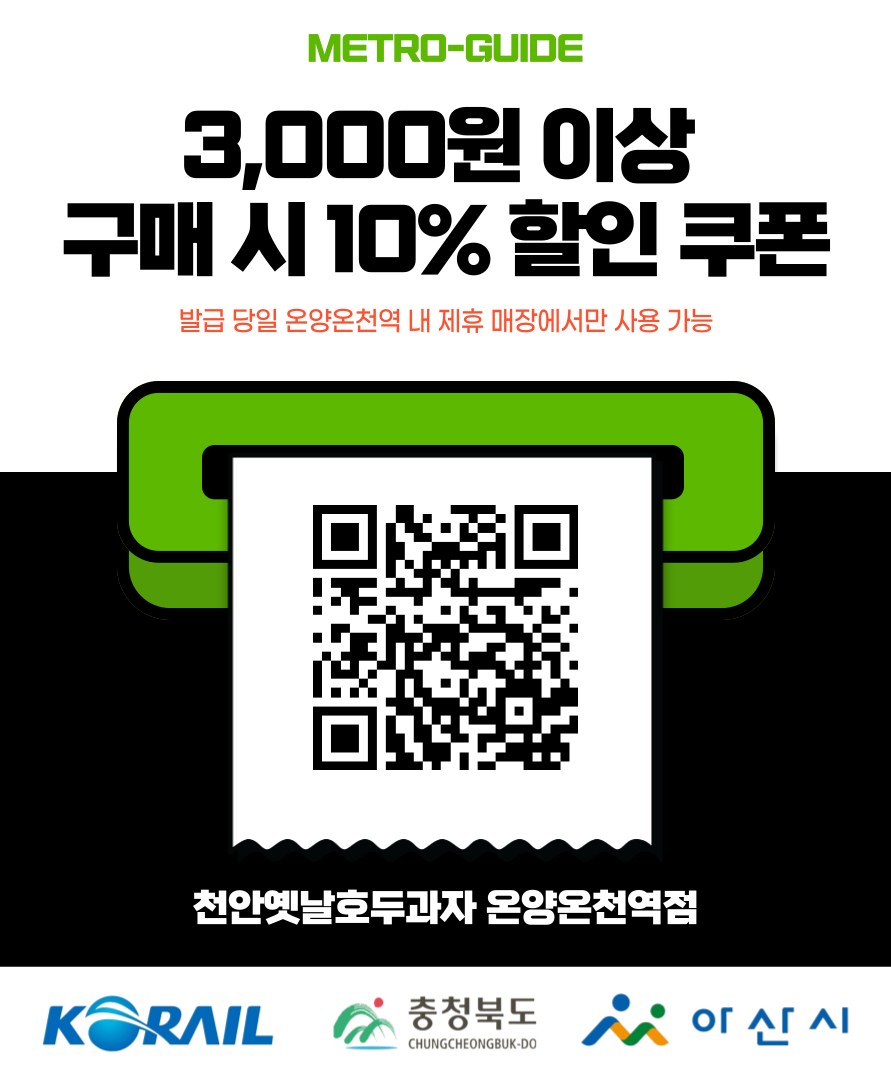 METRO-GUIDE
3,000원 이상
구매 시 10% 할인 쿠폰
발급 당일 온양온천역 내 제휴 매장에서만 사용 가능
천안옛날호두과자 온양온천역점
KORAIL
충청북도
CHUNGCHEONGBUK-DO
아산시